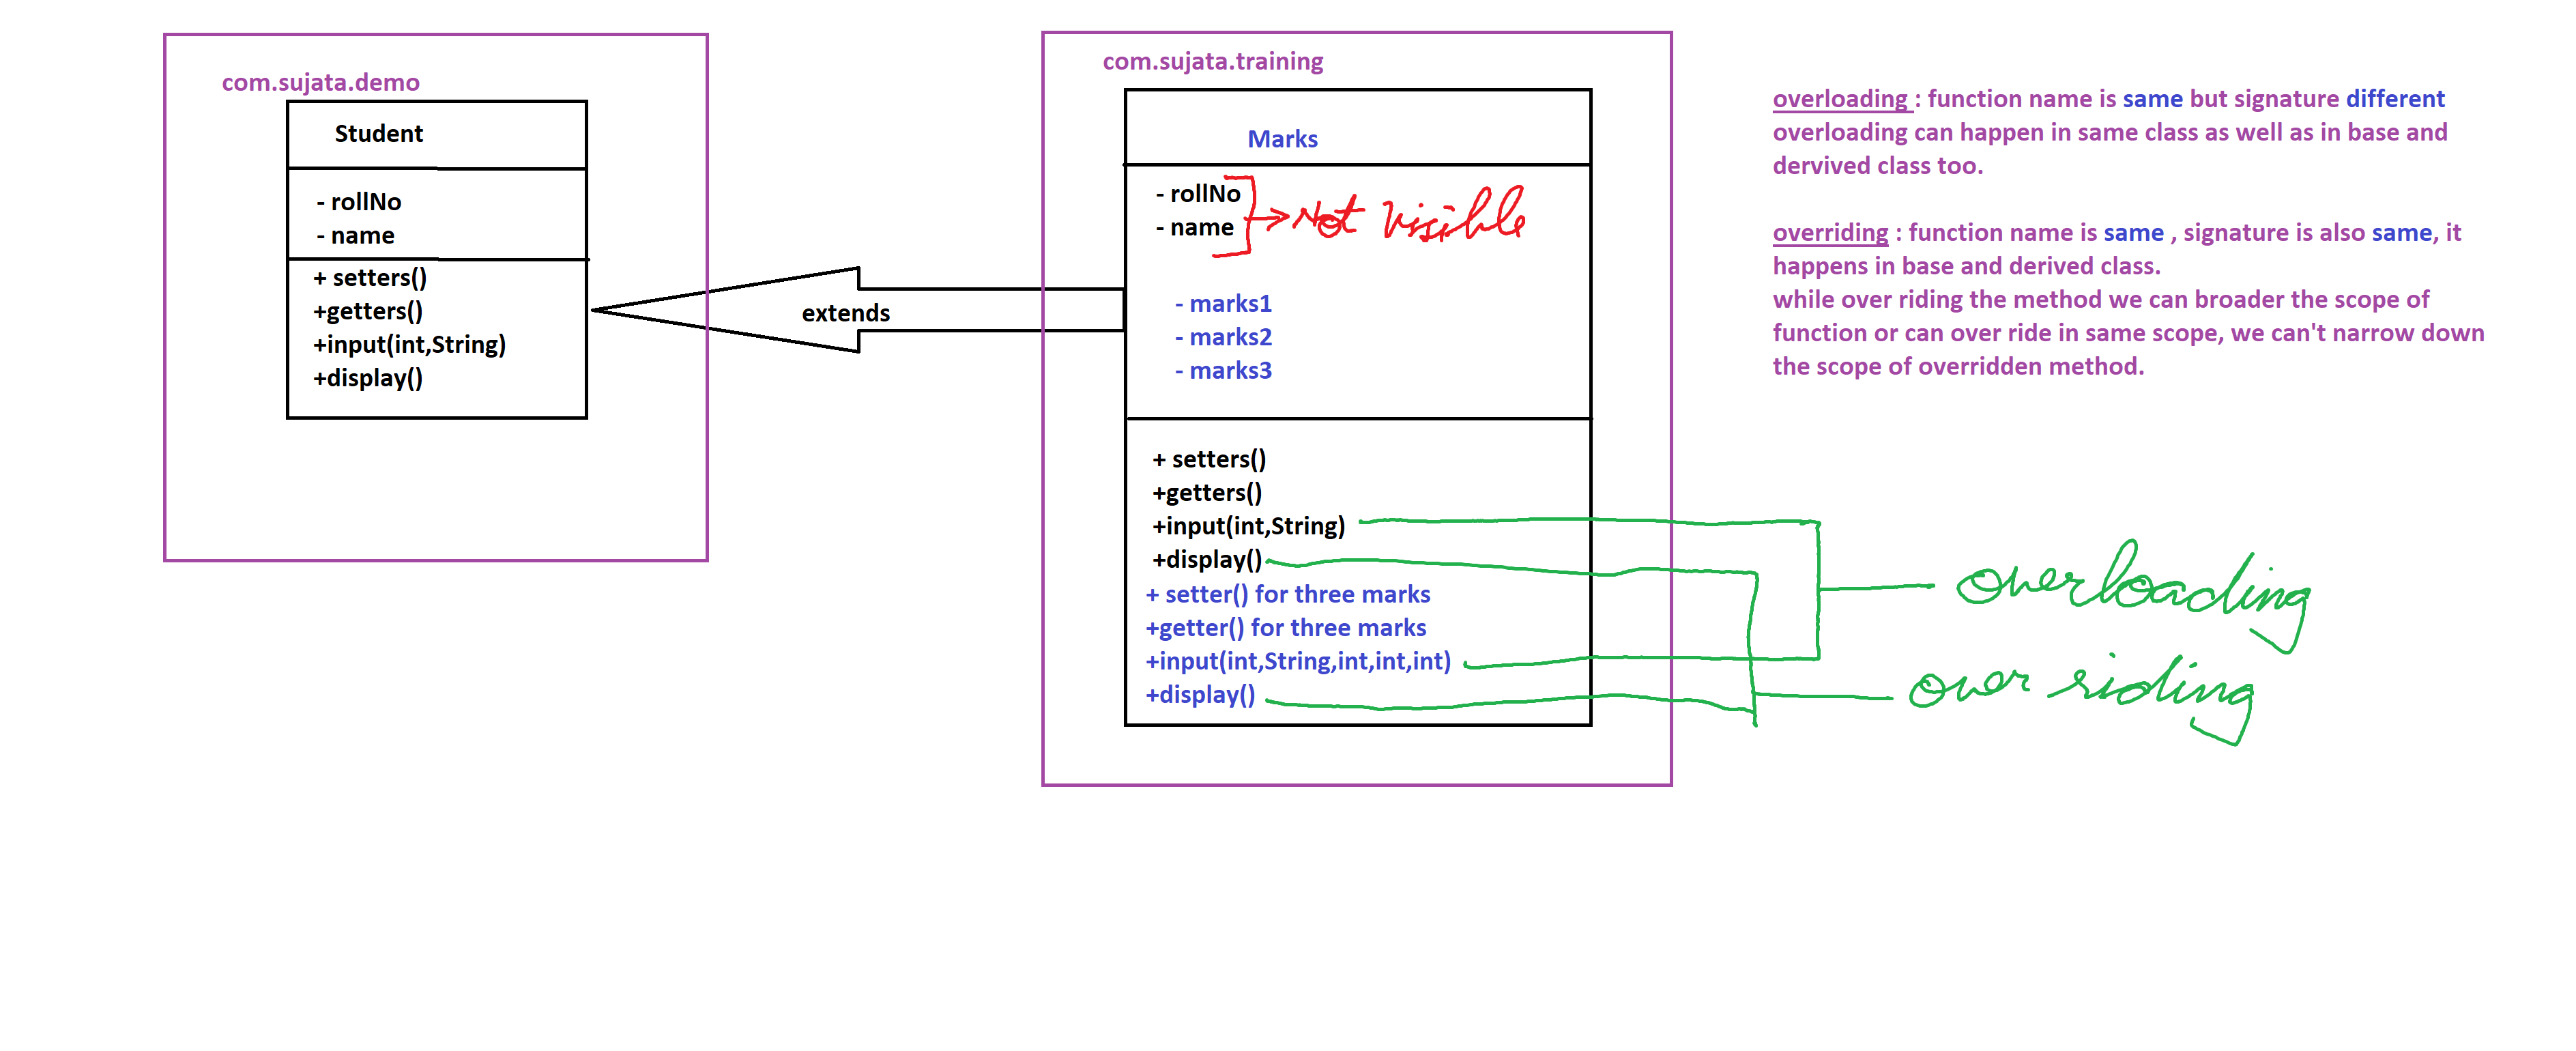 com.sujata.demo
Student
- rollNo
- name
+ setters()
+getters()
+input(int,String)
+display()
extends
com.sujata.training
Marks
- rollNo
- name
Not Visible
- marks1
- marks2
- marks3
+ setters()
+getters()
+input(int,String)
+display()
+ setter() for three marks
+getter() for three marks
+input(int,String,int,int,int)
+display()
overloading : function name is same but signature different
overloading can happen in same class as well as in base and
dervived class too.
overriding : function name is same , signature is also same, it
happens in base and derived class.
while over riding the method we can broader the scope of
function or can over ride in same scope, we can't narrow down
the scope of overridden method.
overloading
over riding